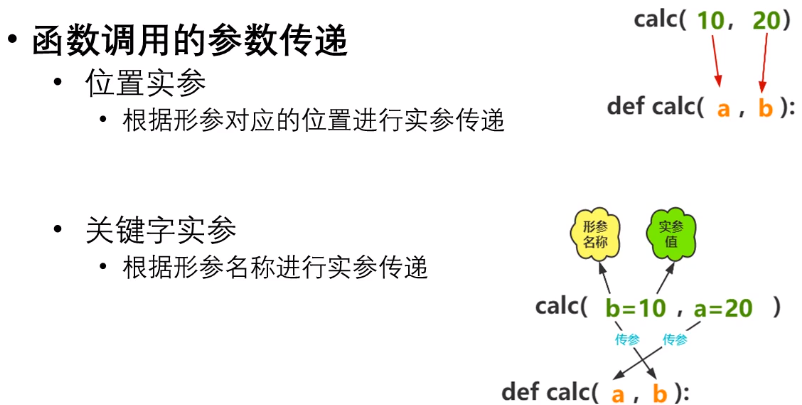 • 函数调用的参数传递
• 位置实参
• 根据形参对应的位置进行实参传递
calc( 10, 20)
def calc( a , b ):
• 关键字实参
• 根据形参名称进行实参传递
形参
名称
实参
值
calc( b=10 , a=20 )
传参 传参
def calc( a , b ):